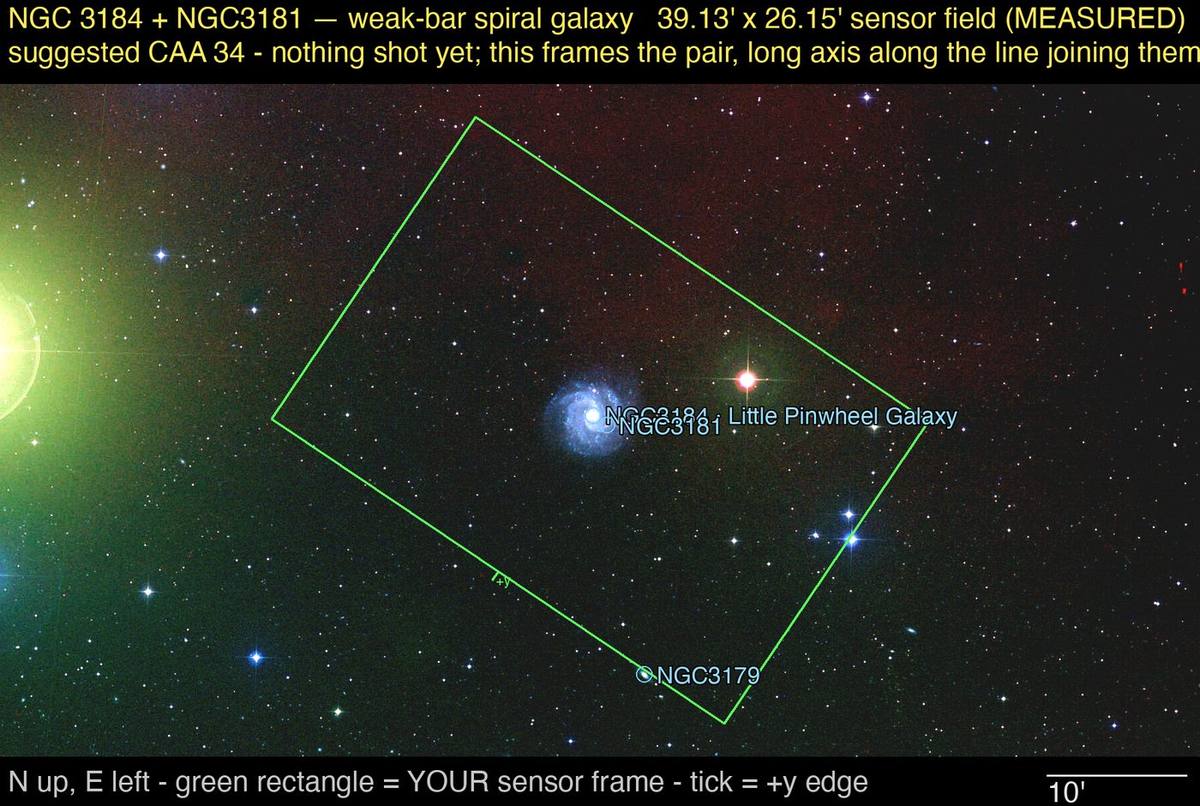 NGC 3184 + NGC3181 — weak-bar spiral galaxy   39.13' x 26.15' sensor field (MEASURED)
suggested CAA 34 - nothing shot yet; this frames the pair, long axis along the line joining them
NGC3184 - Little Pinwheel Galaxy
NGC3181
+y
NGC3179
N up, E left - green rectangle = YOUR sensor frame - tick = +y edge
10'